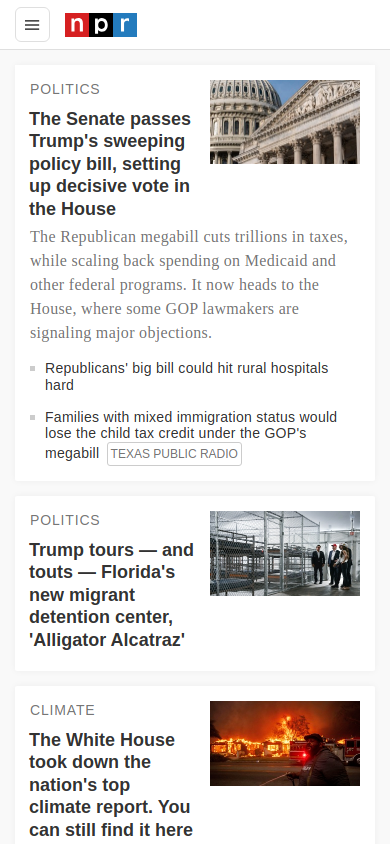 npr
POLITICS
The Senate passes
Trump's sweeping
policy bill, setting
up decisive vote in
the House
The Republican megabill cuts trillions in taxes,
while scaling back spending on Medicaid and
other federal programs. It now heads to the
House, where some GOP lawmakers are
signaling major objections.
Republicans' big bill could hit rural hospitals
hard
Families with mixed immigration status would
lose the child tax credit under the GOP's
megabill TEXAS PUBLIC RADIO
POLITICS
Trump tours — and
touts — Florida's
new migrant
detention center,
'Alligator Alcatraz'
CLIMATE
The White House
took down the
nation's top
climate report. You
can still find it here